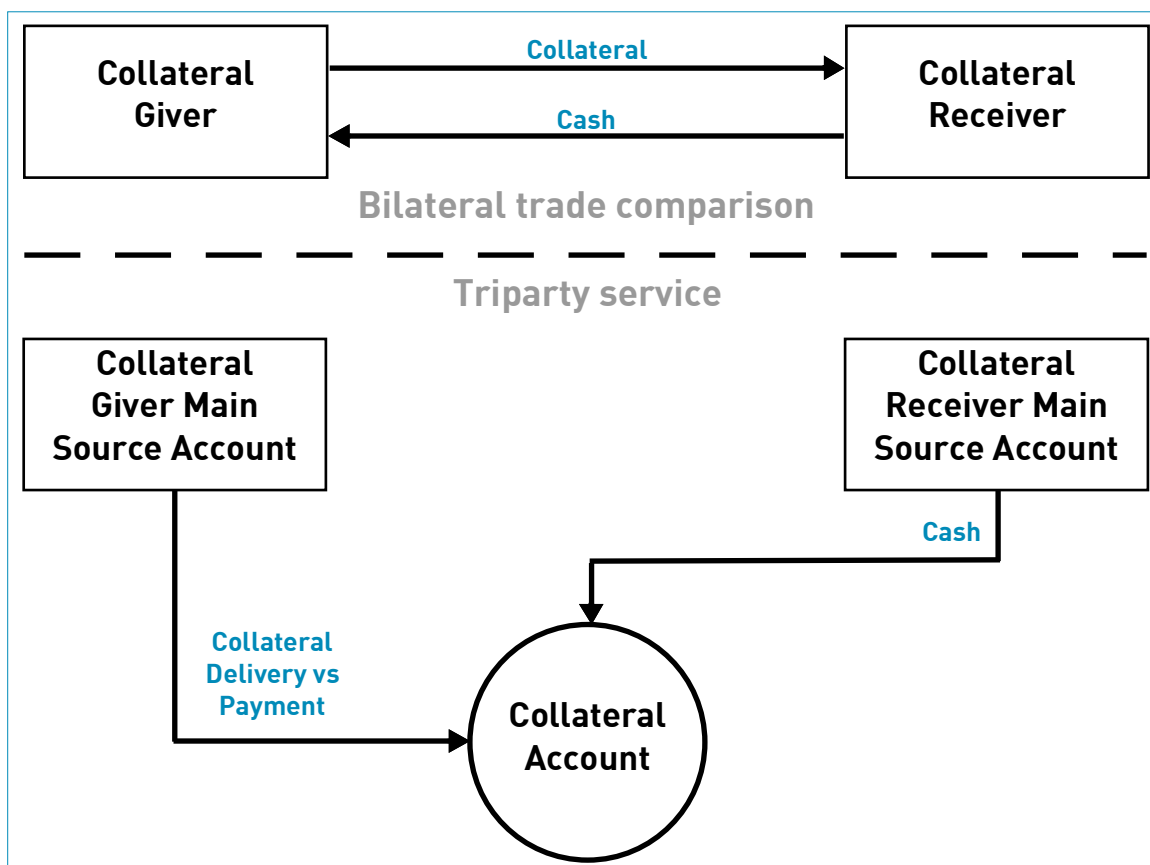 Collateral
Giver
Collateral
Collateral
Receiver
Cash
Bilateral trade comparison
Triparty service
Collateral
Giver Main
Source Account
Collateral
Receiver Main
Source Account
Cash
Collateral
Delivery vs
Payment
Collateral
Account